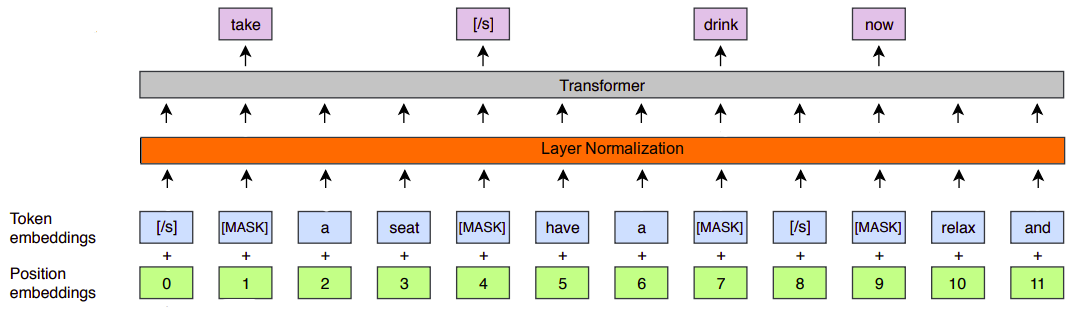 take [/s] drink now
Transformer
Layer Normalization
Token
embeddings
[/s] [MASK] a seat [MASK] have a [MASK] [/s] [MASK] relax and
+ + + + + + + + + + + +
Position
embeddings
0 1 2 3 4 5 6 7 8 9 10 11